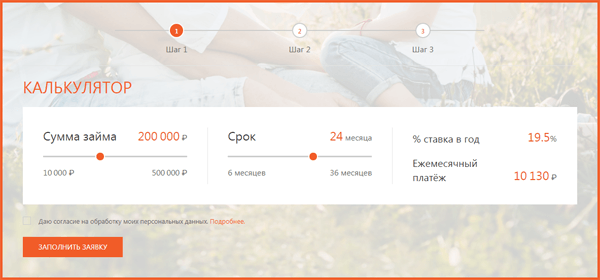 1 2 3
Шаг 1 Шаг 2 Шаг 3
КАЛЬКУЛЯТОР
Сумма займа 200 000 ₽
10 000 ₽ 500 000 ₽
Срок 24 месяца
6 месяцев 36 месяцев
% ставка в год 19.5%
Ежемесячный
платёж 10 130 ₽
Даю согласие на обработку моих персональных данных. Подробнее.
ЗАПОЛНИТЬ ЗАЯВКУ